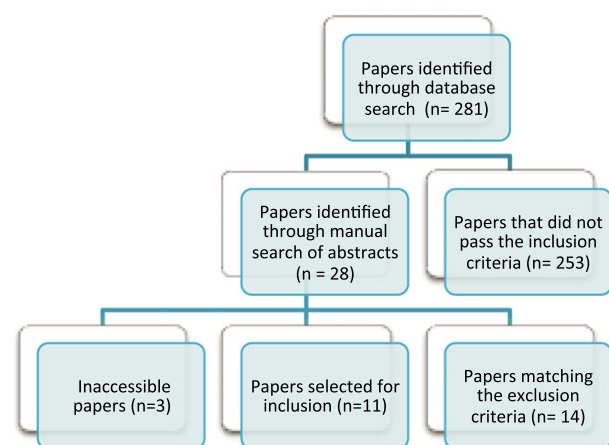 Papers identified
through database
search  (n= 281)
Papers identified
through manual
search of abstracts
(n = 28)
Papers that did not
pass the inclusion
criteria (n= 253)
Inaccessible
papers (n=3)
Papers selected for
inclusion (n=11)
Papers matching
the exclusion
criteria (n= 14)